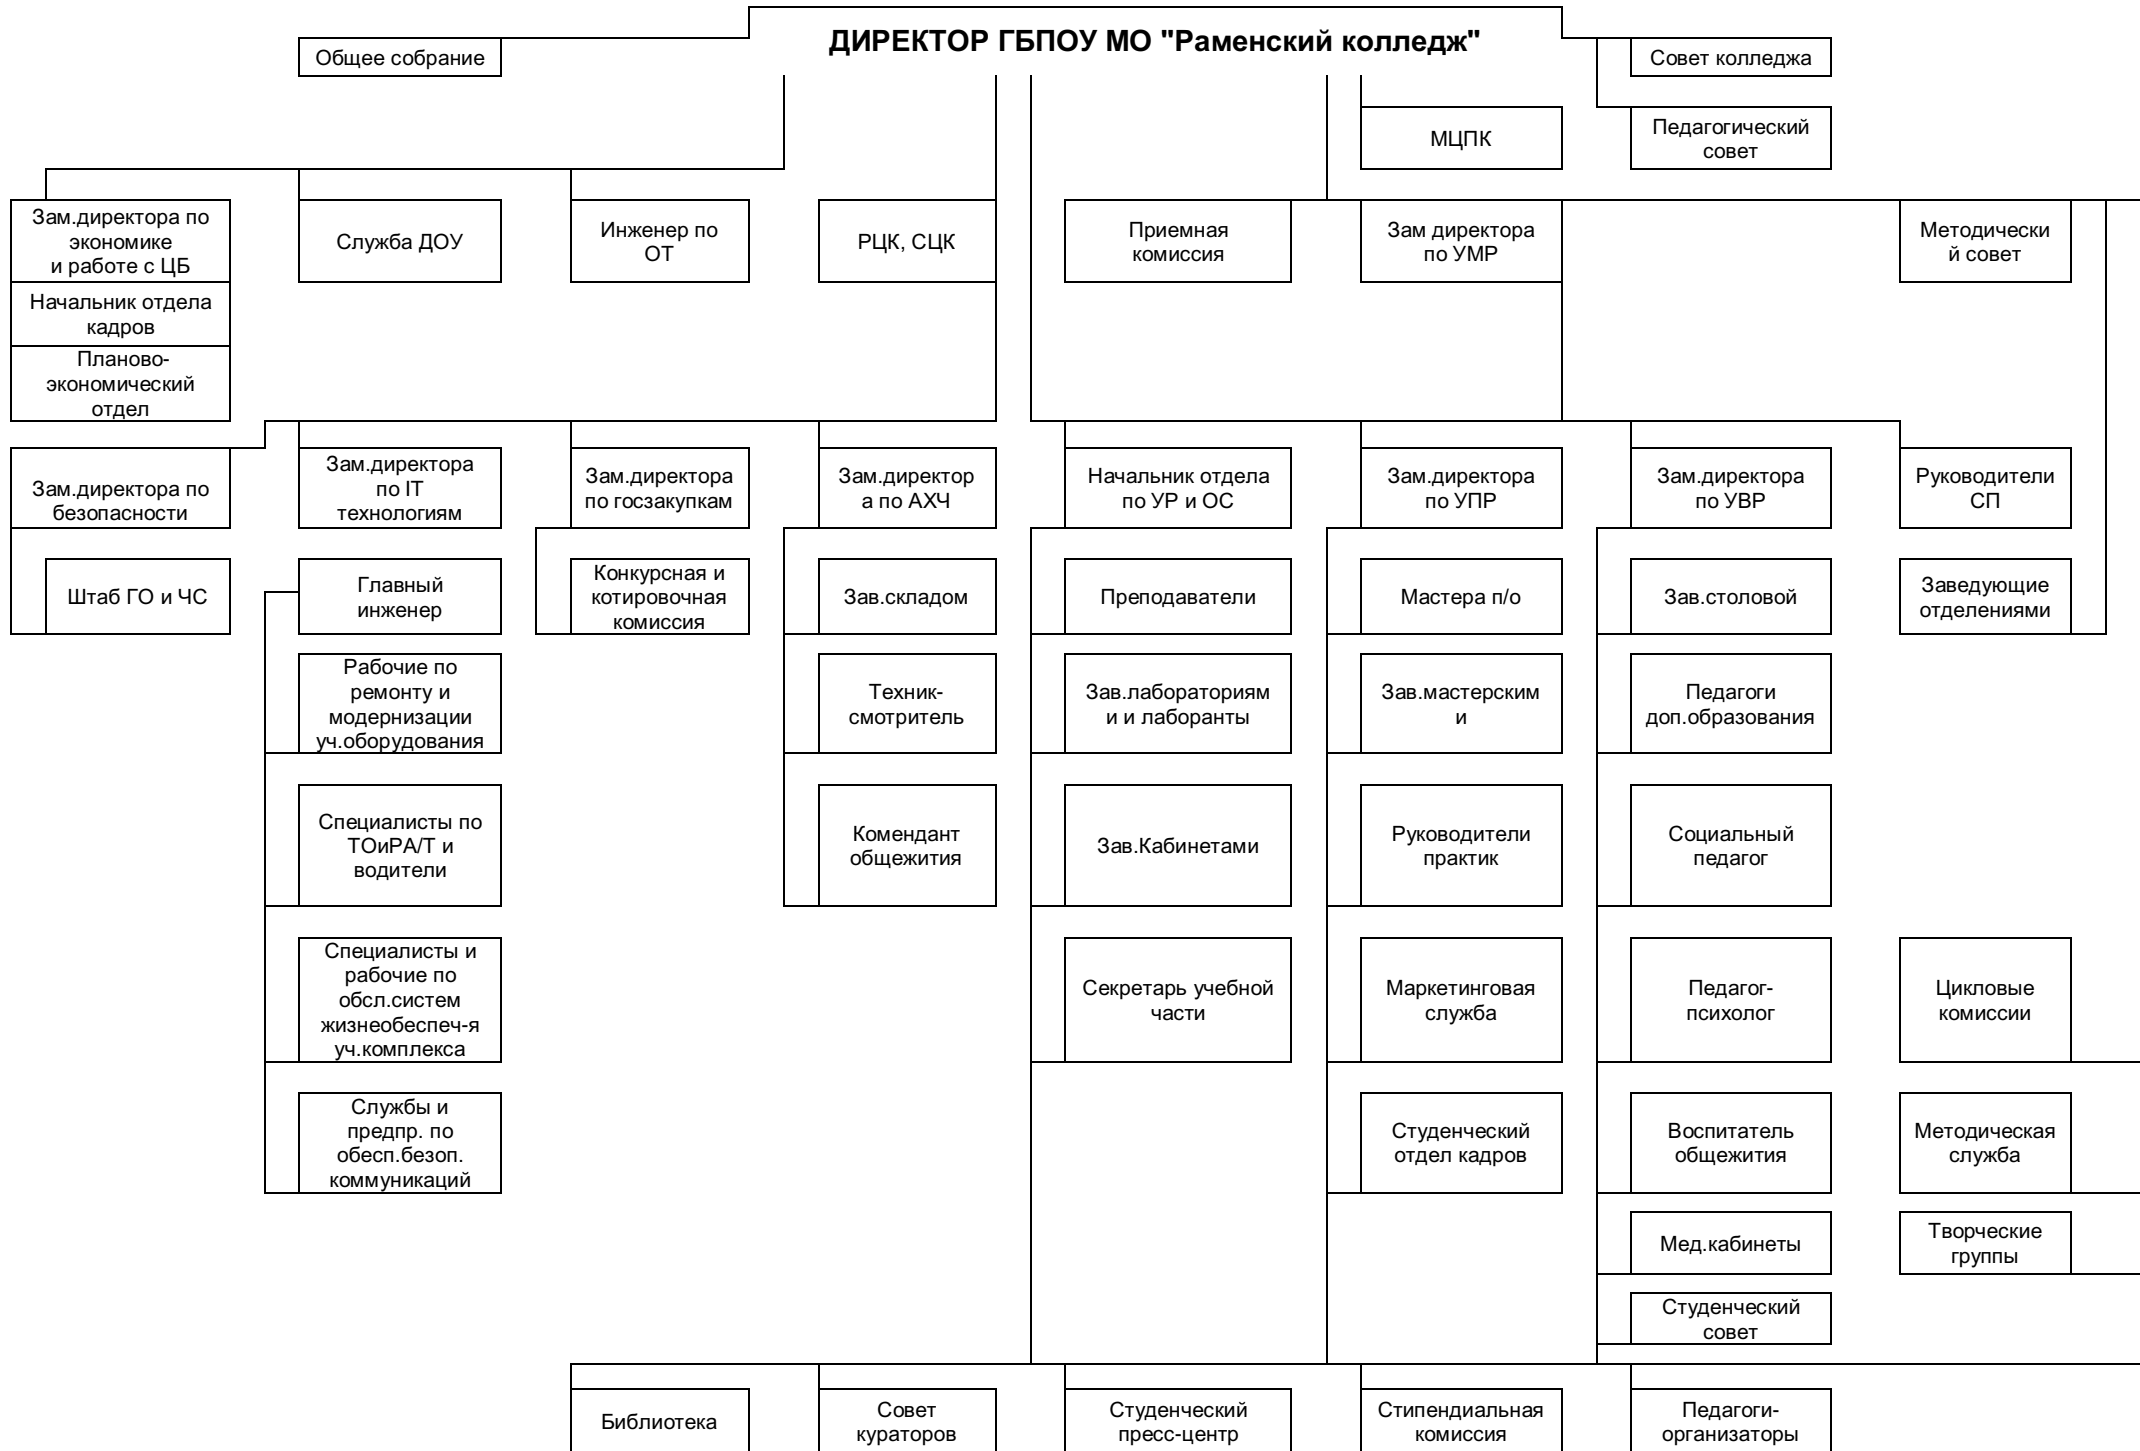 ДИРЕКТОР ГБПОУ МО "Раменский колледж"
Общее собрание
Совет колледжа
МЦПК
Педагогический
совет
Зам.директора по
экономике
и работе с ЦБ
Служба ДОУ
Инженер по
ОТ
РЦК, СЦК
Приемная
комиссия
Зам директора
по УМР
Методически
й совет
Начальник отдела
кадров
Планово-
экономический
отдел
Зам.директора по
безопасности
Зам.директора
по IT
технологиям
Зам.директора
по госзакупкам
Зам.директор
а по АХЧ
Начальник отдела
по УР и ОС
Зам.директора
по УПР
Зам.директора
по УВР
Руководители
СП
Штаб ГО и ЧС
Главный
инженер
Конкурсная и
котировочная
комиссия
Зав.складом
Преподаватели
Мастера п/о
Зав.столовой
Заведующие
отделениями
Рабочие по
ремонту и
модернизации
уч.оборудования
Техник-
смотритель
Зав.лабораториям
и и лаборанты
Зав.мастерским
и
Педагоги
доп.образования
Специалисты по
ТОиРА/Т и
водители
Комендант
общежития
Зав.Кабинетами
Руководители
практик
Социальный
педагог
Специалисты и
рабочие по
обсл.систем
жизнеобеспеч-я
уч.комплекса
Секретарь учебной
части
Маркетинговая
служба
Педагог-
психолог
Цикловые
комиссии
Службы и
предпр. по
обесп.безоп.
коммуникаций
Студенческий
отдел кадров
Воспитатель
общежития
Методическая
служба
Мед.кабинеты
Творческие
группы
Студенческий
совет
Библиотека
Совет
кураторов
Студенческий
пресс-центр
Стипендиальная
комиссия
Педагоги-
организаторы